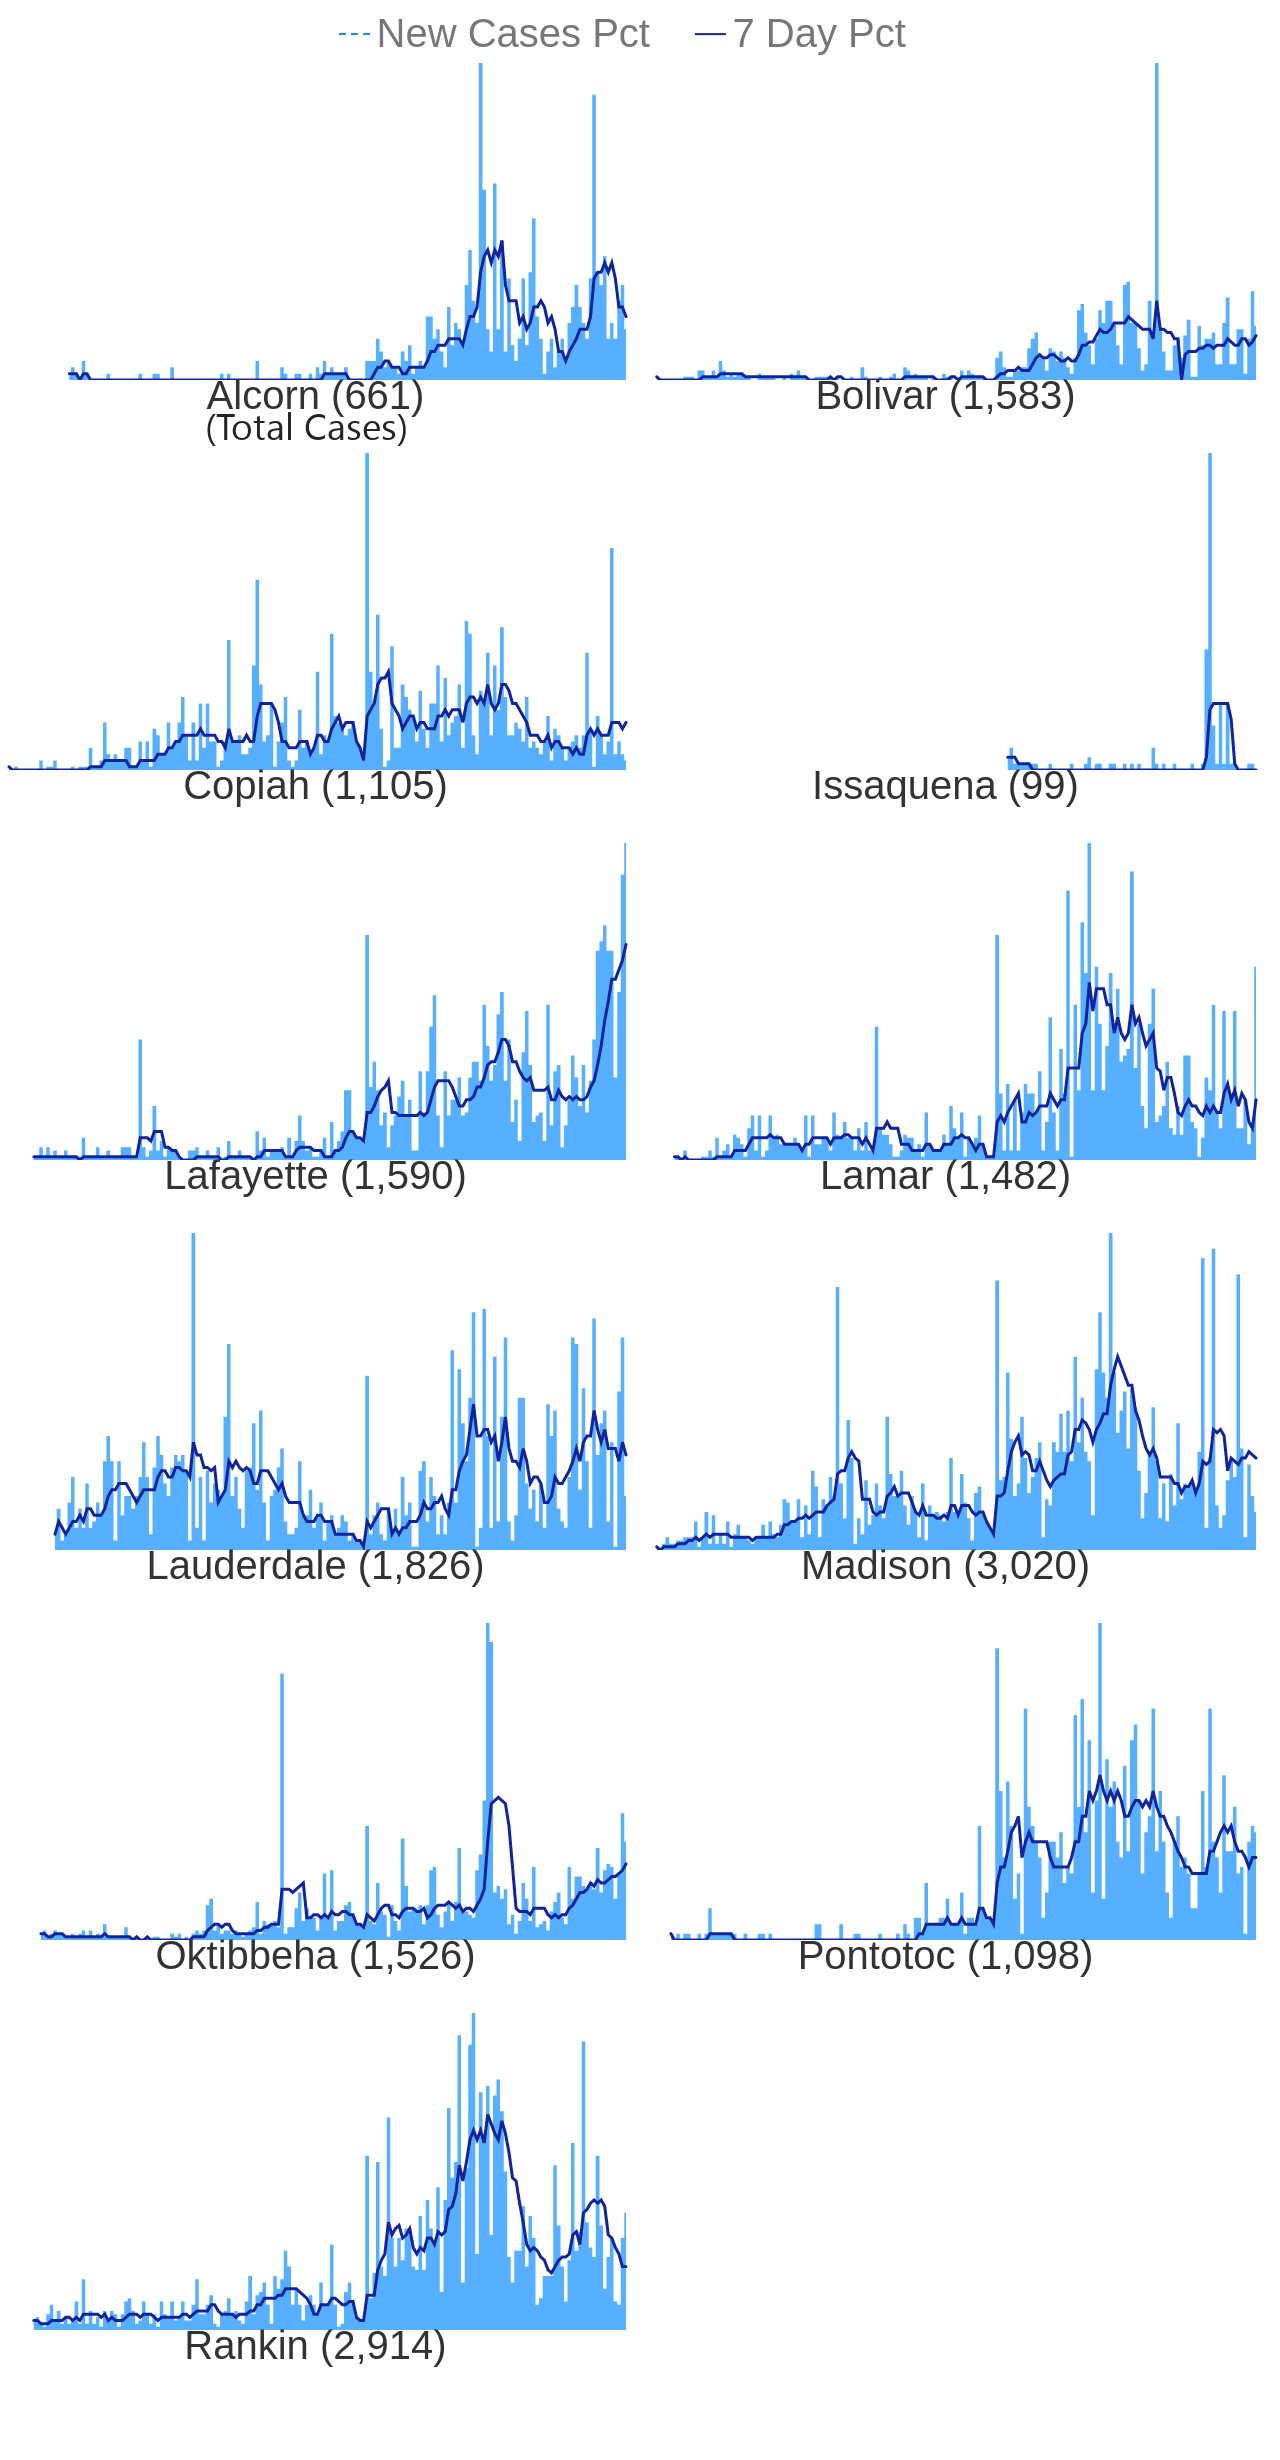 New Cases Pct 7 Day Pct
Alcorn (661) Bolivar (1,583)
(Total Cases)
Copiah (1,105) Issaquena (99)
Lafayette (1,590) Lamar (1,482)
Lauderdale (1,826) Madison (3,020)
Oktibbeha (1,526) Pontotoc (1,098)
Rankin (2,914)